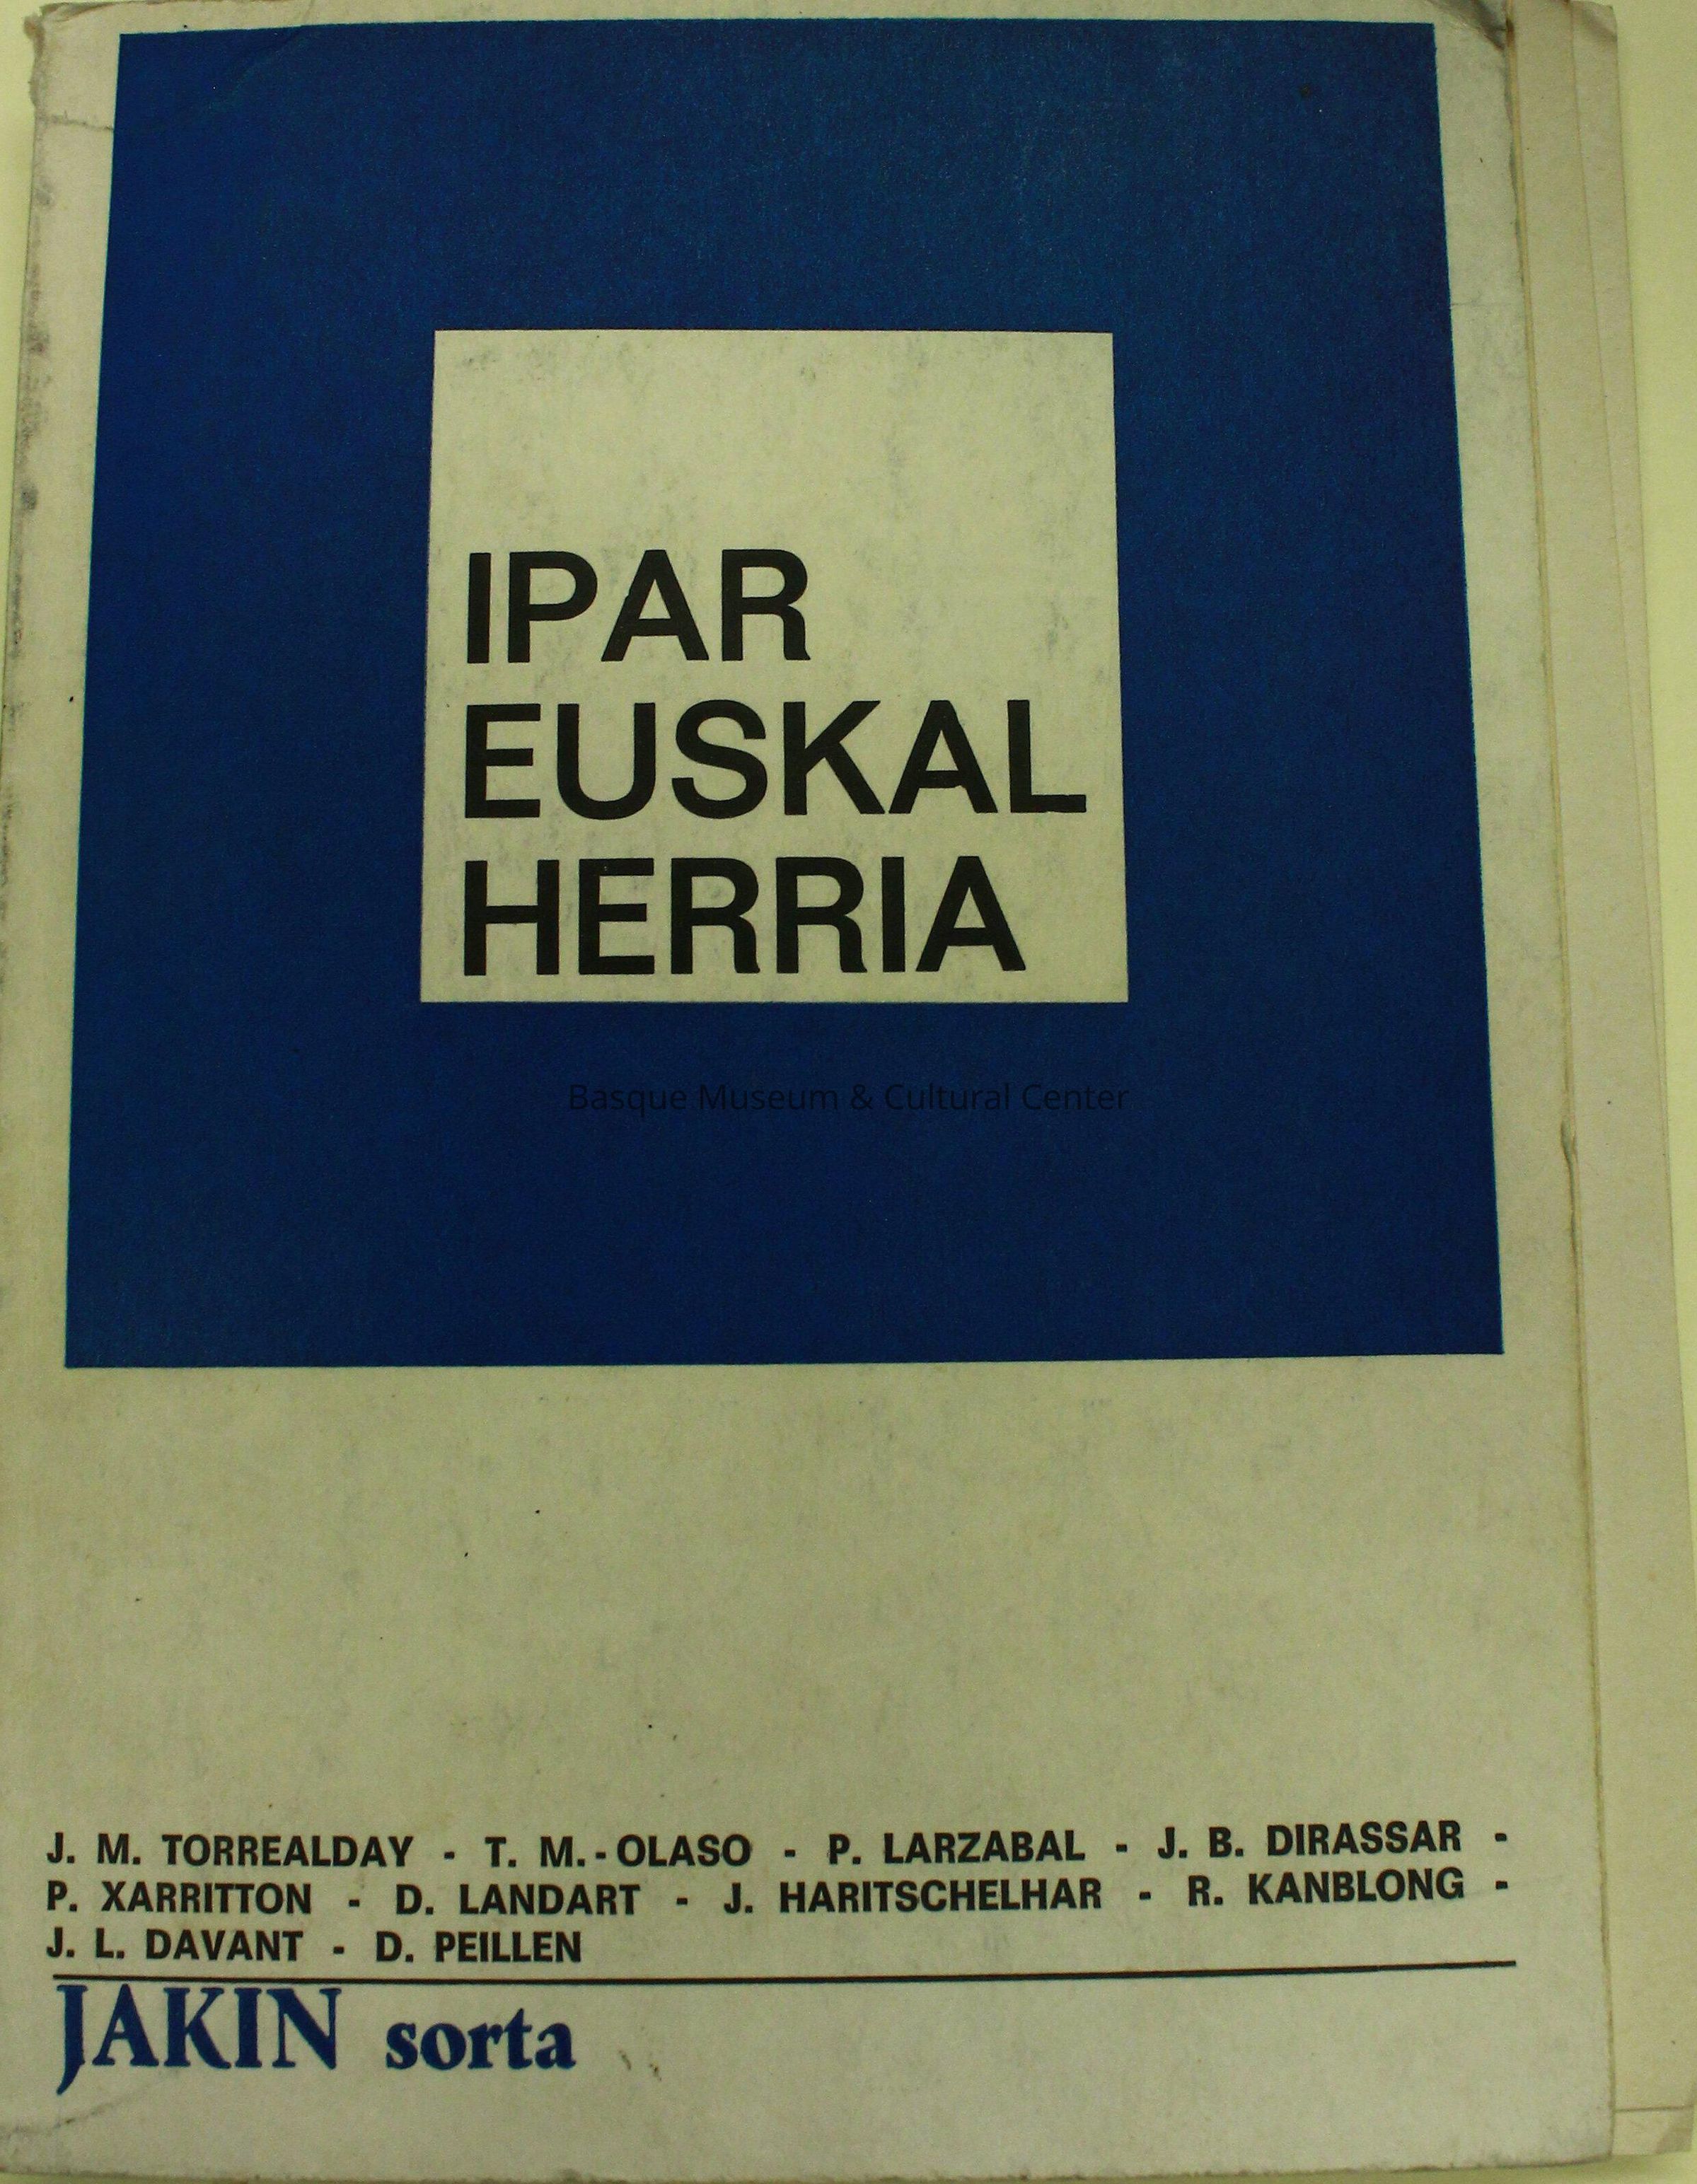 IPAR
EUSKAL
HERRIA
Basque Museum & Cultural Center
J. M. TORREALDAY - T. M.-OLASO - P. LARZABAL - J. B. DIRASSAR -
P. XARRITTON - D. LANDART - J. HARITSCHELHAR - R. KANBLONG -
J. L. DAVANT - D. PEILLEN
JAKIN sorta